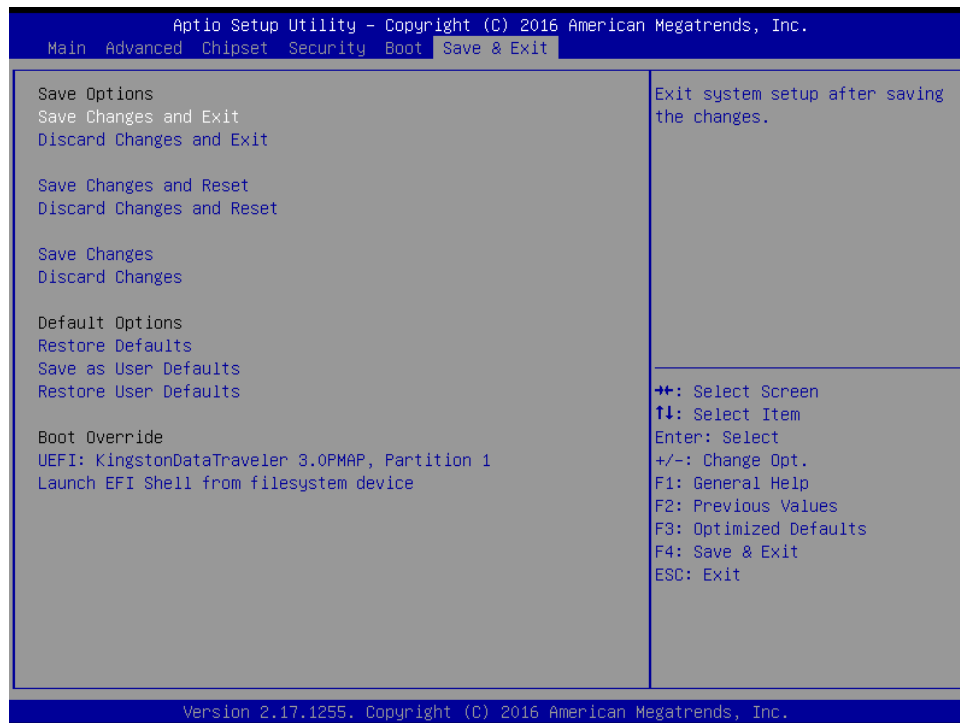 Aptio Setup Utility – Copyright (C) 2016 American Megatrends, Inc.
Main Advanced Chipset Security Boot Save & Exit
Save Options
Save Changes and Exit
Discard Changes and Exit
Save Changes and Reset
Discard Changes and Reset
Save Changes
Discard Changes
Default Options
Restore Defaults
Save as User Defaults
Restore User Defaults
Boot Override
UEFI: KingstonDataTraveler 3.0PMAP, Partition 1
Launch EFI Shell from filesystem device
Exit system setup after saving
the changes.
→←: Select Screen
↑↓: Select Item
Enter: Select
+/-: Change Opt.
F1: General Help
F2: Previous Values
F3: Optimized Defaults
F4: Save & Exit
ESC: Exit
Version 2.17.1255. Copyright (C) 2016 American Megatrends, Inc.